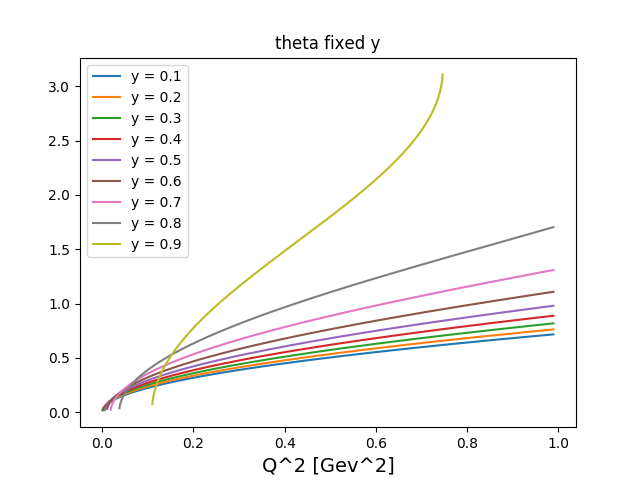 theta fixed y
y = 0.1
y = 0.2
y = 0.3
y = 0.4
y = 0.5
y = 0.6
y = 0.7
y = 0.8
y = 0.9
3.0
2.5
2.0
1.5
1.0
0.5
0.0
0.0 0.2 0.4 0.6 0.8 1.0
Q^2 [Gev^2]